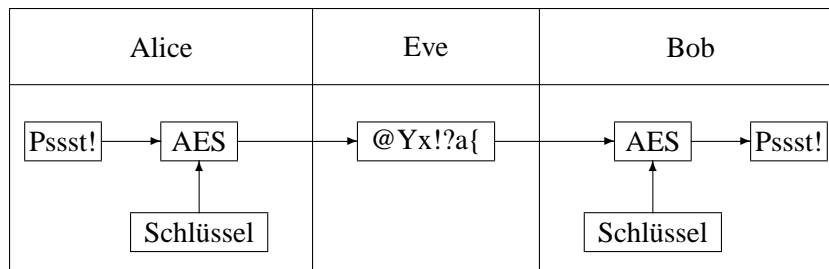 Alice Eve Bob
Pssst! AES @Yx!?a{ AES Pssst!
Schlüssel Schlüssel